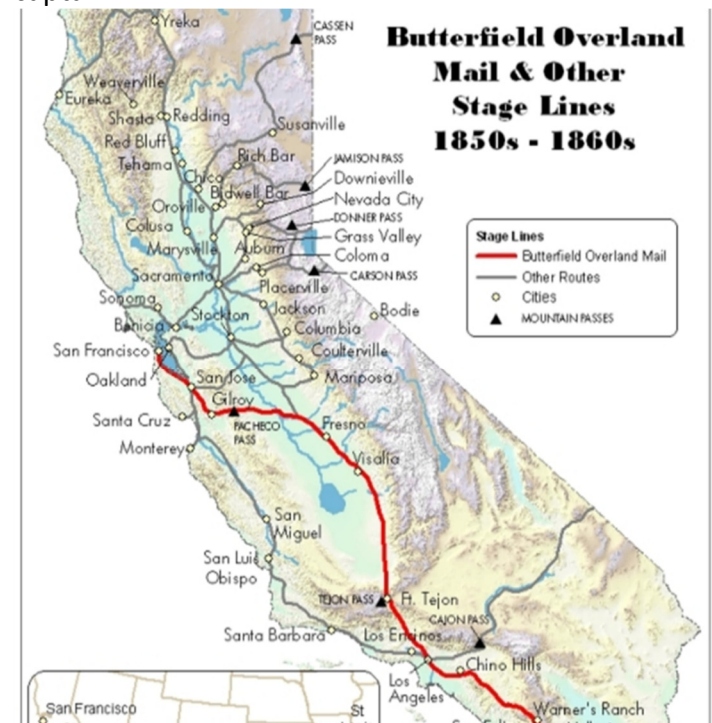 Butterfield Overland
Mail & Other
Stage Lines
1850s - 1860s
Stage Lines
Butterfield Overland Mail
Other Routes
Cities
MOUNTAIN PASSES
Yreka
CASSEN
PASS
Weaverville
Eureka
Shasta
Redding
Susanville
Red Bluff
Tehama
Rich Bar
JAMISON PASS
Chico
Downieville
Bidwell Bar
Nevada City
Oroville
DONNER PASS
Colusa
Grass Valley
Marysville
Auburn
Coloma
Sacramento
CARSON PASS
Placerville
Sonoma
Jackson
Bodie
Stockton
Benicia
Columbia
San Francisco
Coulterville
Oakland
San Jose
Mariposa
Gilroy
Santa Cruz
PACHECO
PASS
Fresno
Monterey
Visalia
San
Miguel
San Luis
Obispo
TEJON PASS
Ft. Tejon
CAJON PASS
Santa Barbara
Los Encinos
Chino Hills
Los
Angeles
Warner's Ranch
San Francisco
St